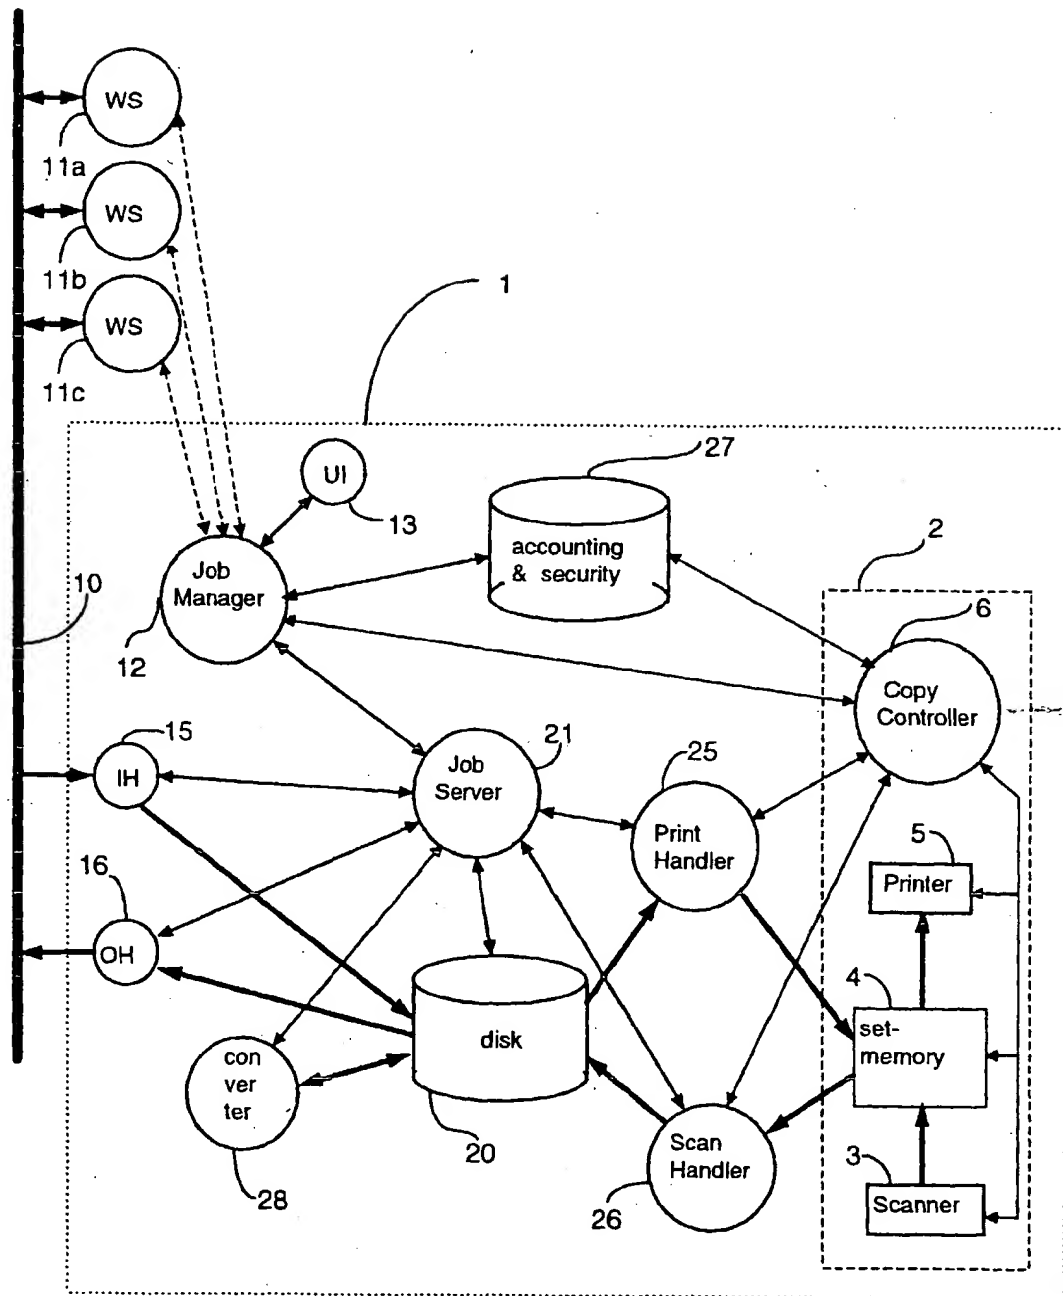 WS
11a
WS
11b
WS
11c
1
UI
13
27
accounting
& security
2
6
Job
Manager
10
12
Copy
Controller
15
IH
21
Job
Server
25
Print
Handler
5
Printer
16
OH
4
set-
memory
disk
con
ver
ter
20
28
Scan
Handler
26
3
Scanner